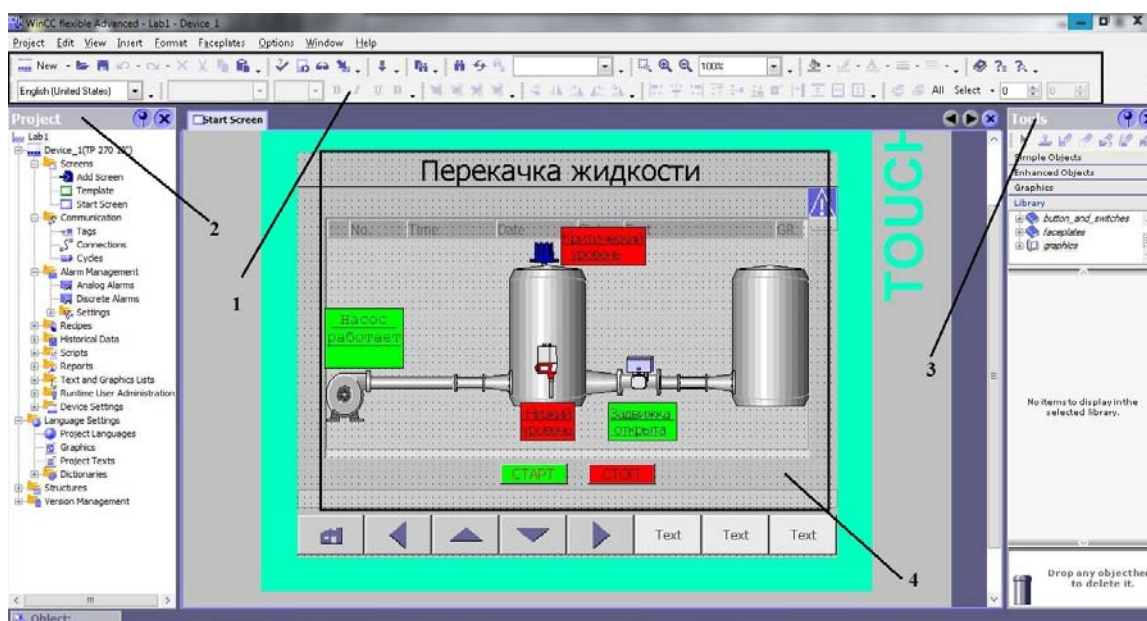 WinCC flexible Advanced - Lab1 - Device_1
Project Edit View Insert Format Faceplates Options Window Help
New 100%
English (United States) B I U All Select 0 0
Project
Start Screen
Tools
Lab1
Device_1(TP 270 10")
Screens
Add Screen
Template
Start Screen
Communication
Tags
Connections
Cycles
Alarm Management
Analog Alarms
Discrete Alarms
Settings
Recipes
Historical Data
Scripts
Reports
Text and Graphics Lists
Runtime User Administration
Device Settings
Language Settings
Project Languages
Graphics
Project Texts
Dictionaries
Structures
Version Management
2
1
Перекачка жидкости
No. Time Date GR
Критический
уровень
Насос
работает
Низкий
уровень
Задвижка
открыта
СТАРТ СТОП
Text Text Text
TOUCH
3
4
Simple Objects
Enhanced Objects
Graphics
Library
button_and_switches
faceplates
graphics
No items to display in the
selected library.
Drop any object her
to delete it.
Object: